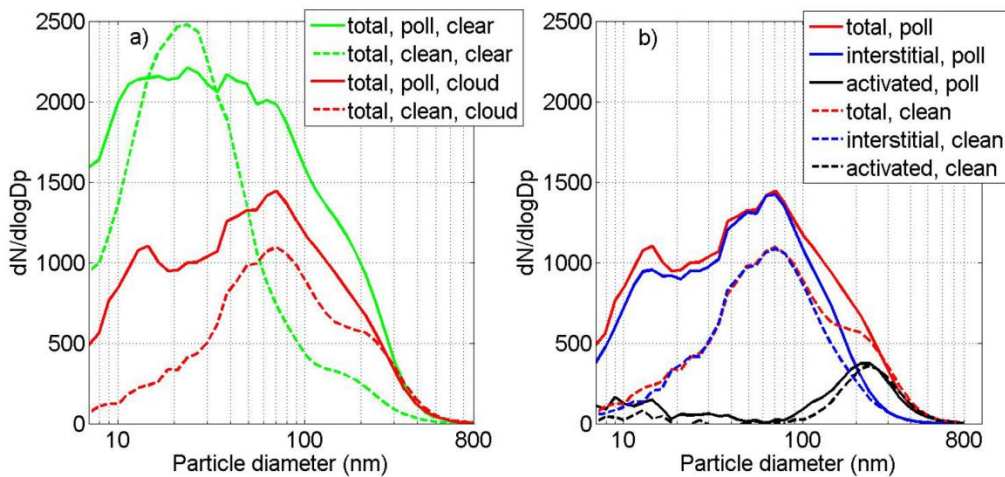 a)
total, poll, clear
total, clean, clear
total, poll, cloud
total, clean, cloud
2500
2000
1500
1000
500
0
dN/dlogDp
10
100
800
Particle diameter (nm)
b)
total, poll
interstitial, poll
activated, poll
total, clean
interstitial, clean
activated, clean
2500
2000
1500
1000
500
0
dN/dlogDp
10
100
800
Particle diameter (nm)